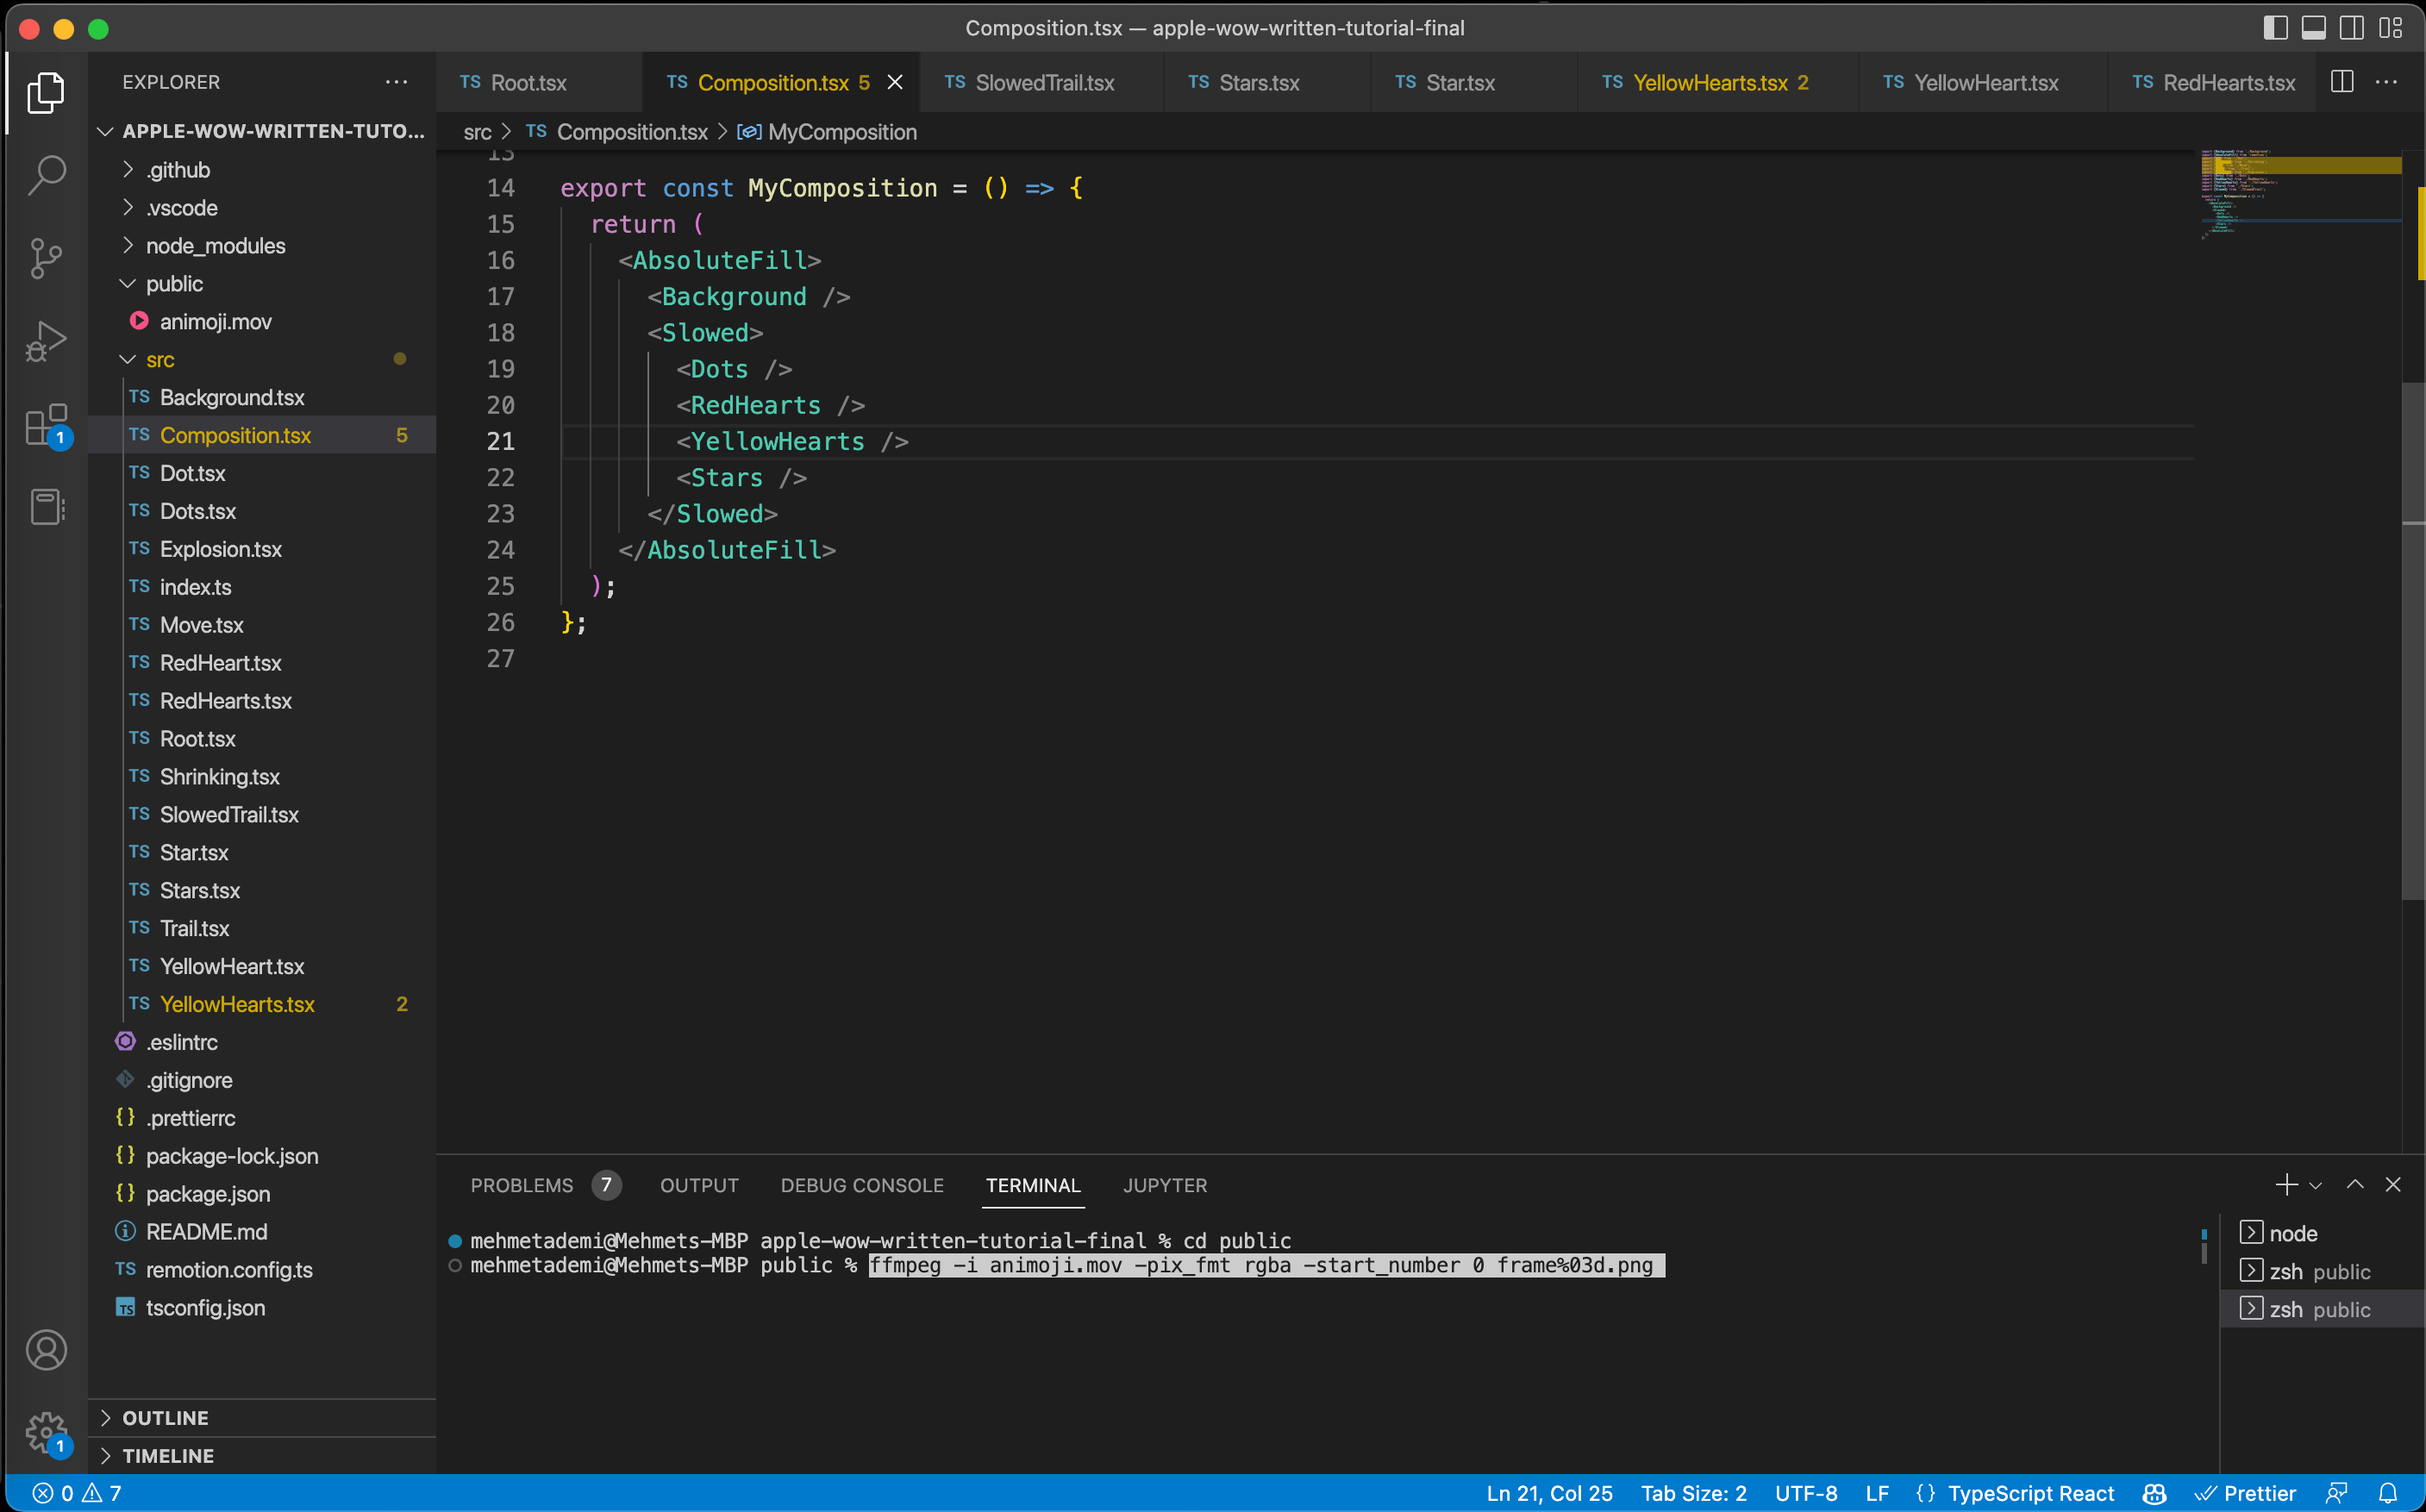 Composition.tsx — apple-wow-written-tutorial-final
EXPLORER
TS Root.tsx
TS Composition.tsx 5
TS SlowedTrail.tsx
TS Stars.tsx
TS Star.tsx
TS YellowHearts.tsx 2
TS YellowHeart.tsx
TS RedHearts.tsx
APPLE-WOW-WRITTEN-TUTO...
.github
.vscode
node_modules
public
animoji.mov
src
TS Background.tsx
TS Composition.tsx 5
TS Dot.tsx
TS Dots.tsx
TS Explosion.tsx
TS index.ts
TS Move.tsx
TS RedHeart.tsx
TS RedHearts.tsx
TS Root.tsx
TS Shrinking.tsx
TS SlowedTrail.tsx
TS Star.tsx
TS Stars.tsx
TS Trail.tsx
TS YellowHeart.tsx
TS YellowHearts.tsx 2
.eslintrc
.gitignore
{} .prettierrc
{} package-lock.json
{} package.json
README.md
TS remotion.config.ts
TS tsconfig.json
OUTLINE
TIMELINE
1
1
src > TS Composition.tsx > MyComposition
13
14 export const MyComposition = () => {
15 return (
16 <AbsoluteFill>
17 <Background />
18 <Slowed>
19 <Dots />
20 <RedHearts />
21 <YellowHearts />
22 <Stars />
23 </Slowed>
24 </AbsoluteFill>
25 );
26 };
27
PROBLEMS 7 OUTPUT DEBUG CONSOLE TERMINAL JUPYTER
mehmetademi@Mehmets-MBP apple-wow-written-tutorial-final % cd public
mehmetademi@Mehmets-MBP public % ffmpeg -i animoji.mov -pix_fmt rgba -start_number 0 frame%03d.png
node
zsh public
zsh public
0 7
Ln 21, Col 25 Tab Size: 2 UTF-8 LF {} TypeScript React Prettier